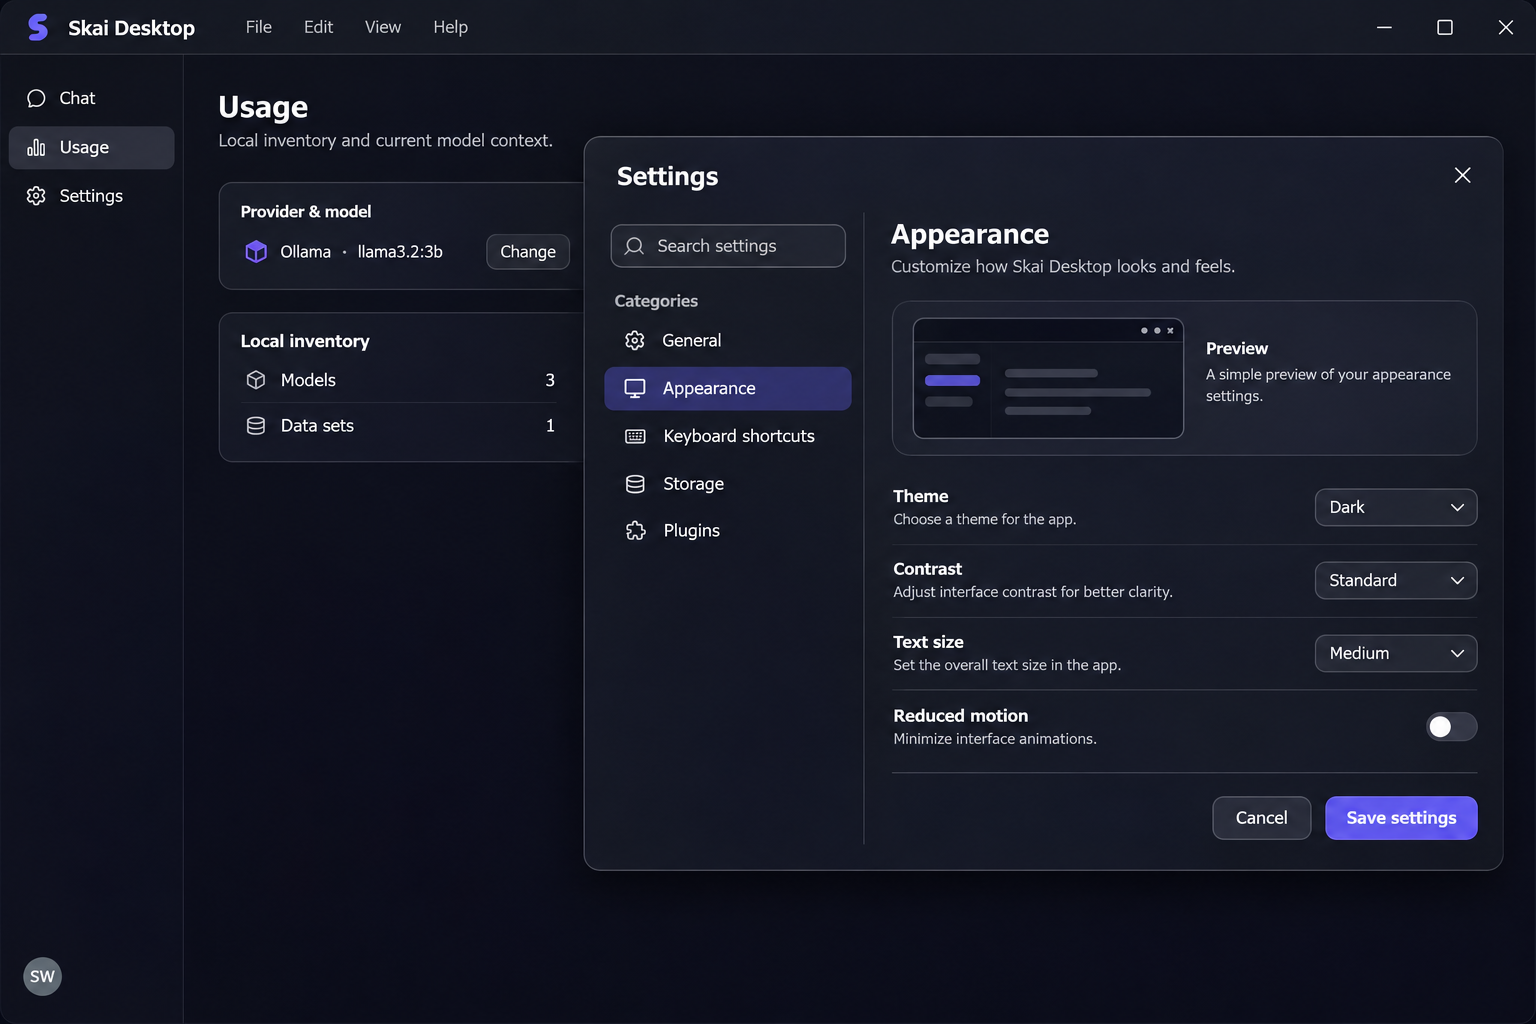 Skai Desktop
File
Edit
View
Help
Chat
Usage
Settings
SW
Usage
Local inventory and current model context.
Provider & model
Ollama · llama3.2:3b
Change
Local inventory
Models 3
Data sets 1
Settings
Search settings
Categories
General
Appearance
Keyboard shortcuts
Storage
Plugins
Appearance
Customize how Skai Desktop looks and feels.
Preview
A simple preview of your appearance
settings.
Theme
Choose a theme for the app.
Dark
Contrast
Adjust interface contrast for better clarity.
Standard
Text size
Set the overall text size in the app.
Medium
Reduced motion
Minimize interface animations.
Cancel
Save settings